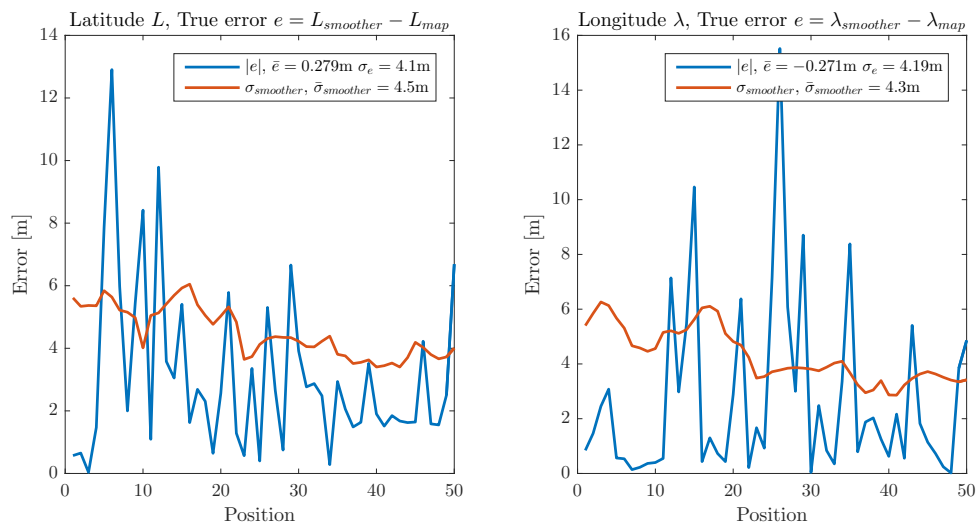 Latitude L, True error e = L_smoother − L_map
|e|, ē = 0.279m σ_e = 4.1m
σ_smoother, σ̄_smoother = 4.5m
14
12
10
8
6
4
2
0
Error [m]
0 10 20 30 40 50
Position
Longitude λ, True error e = λ_smoother − λ_map
|e|, ē = −0.271m σ_e = 4.19m
σ_smoother, σ̄_smoother = 4.3m
16
14
12
10
8
6
4
2
0
Error [m]
0 10 20 30 40 50
Position